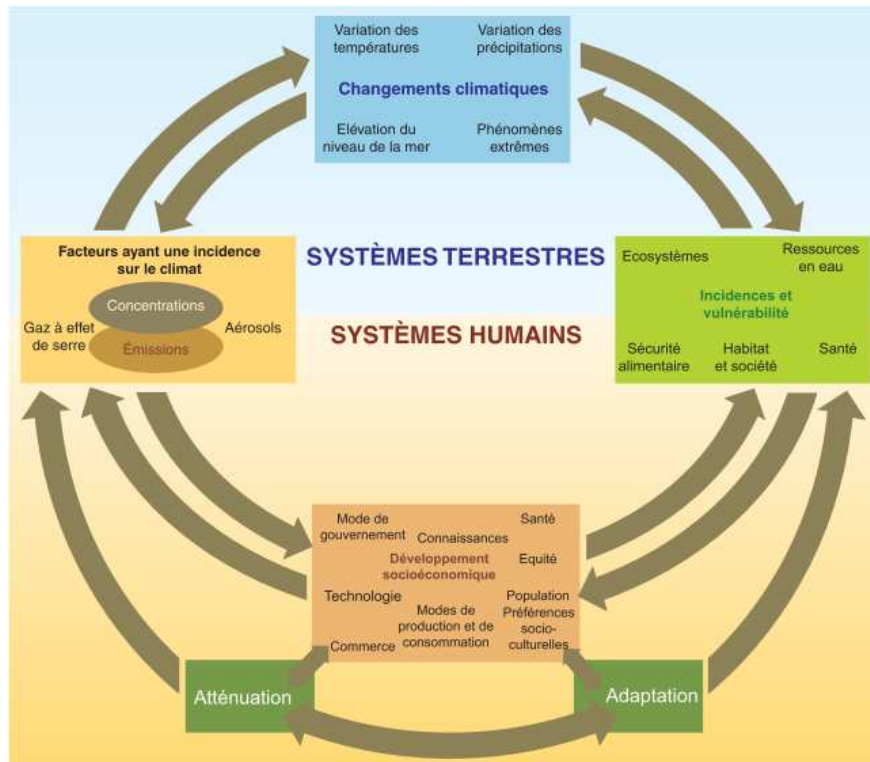 Variation des
températures
Variation des
précipitations
Changements climatiques
Elévation du
niveau de la mer
Phénomènes
extrêmes
Facteurs ayant une incidence
sur le climat
Concentrations
Gaz à effet
de serre
Émissions
Aérosols
SYSTÈMES TERRESTRES
SYSTÈMES HUMAINS
Ecosystèmes
Ressources
en eau
Incidences et
vulnérabilité
Sécurité
alimentaire
Habitat
et société
Santé
Mode de
gouvernement
Connaissances
Santé
Développement
socioéconomique
Equité
Technologie
Modes de
production et de
consommation
Population
Préférences
socio-
culturelles
Commerce
Atténuation
Adaptation